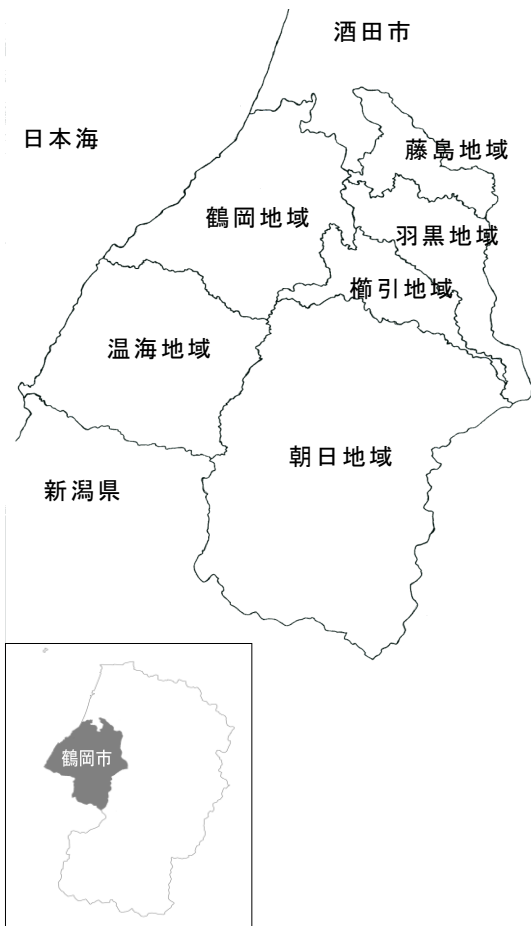 酒田市
日本海
藤島地域
鶴岡地域
羽黒地域
櫛引地域
温海地域
朝日地域
新潟県
鶴岡市